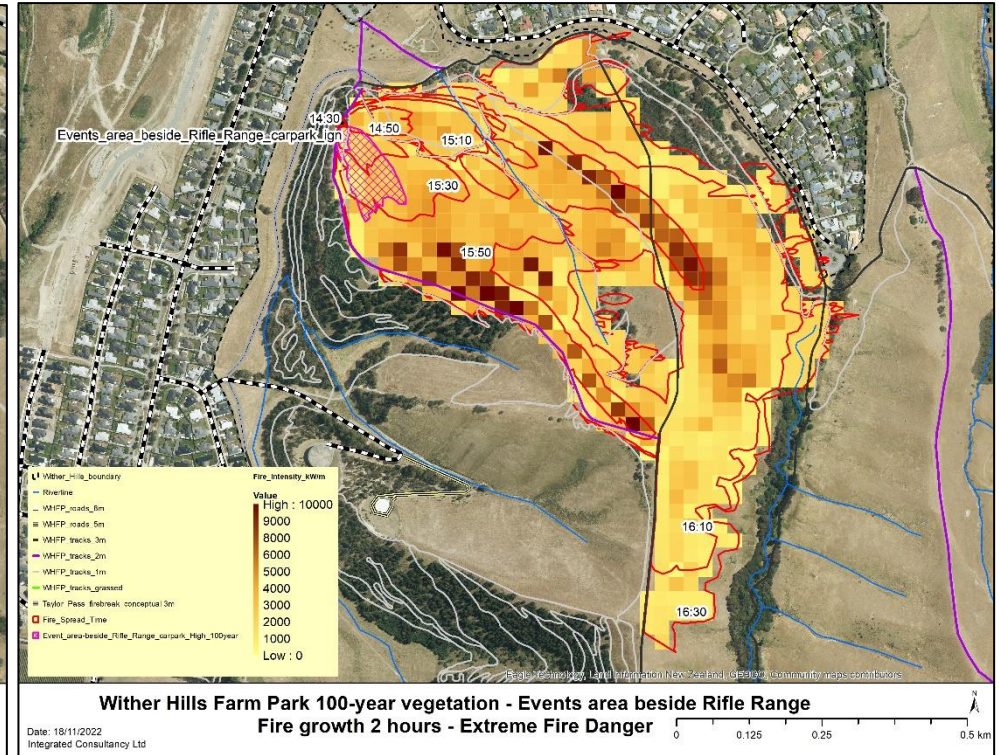 14:30
Events_area_beside_Rifle_Range_carpark_ign
14:50
15:10
15:30
15:50
16:10
16:30
Wither_Hills_boundary
Riverline
WHFP_roads_8m
WHFP_roads_5m
WHFP_tracks_3m
WHFP_tracks_2m
WHFP_tracks_1m
WHFP_tracks_grassed
Taylor Pass firebreak conceptual 3m
Fire_Spread_Time
Event_area-beside_Rifle_Range_carpark_High_100year
Fire_Intensity_kW/m
Value
High : 10000
9000
8000
7000
6000
5000
4000
3000
2000
1000
Low : 0
Eagle Technology, Land Information New Zealand, GEBCO, Community maps contributors
Wither Hills Farm Park 100-year vegetation - Events area beside Rifle Range
Fire growth 2 hours - Extreme Fire Danger
Date: 18/11/2022
Integrated Consultancy Ltd
0 0.125 0.25 0.5 km
N